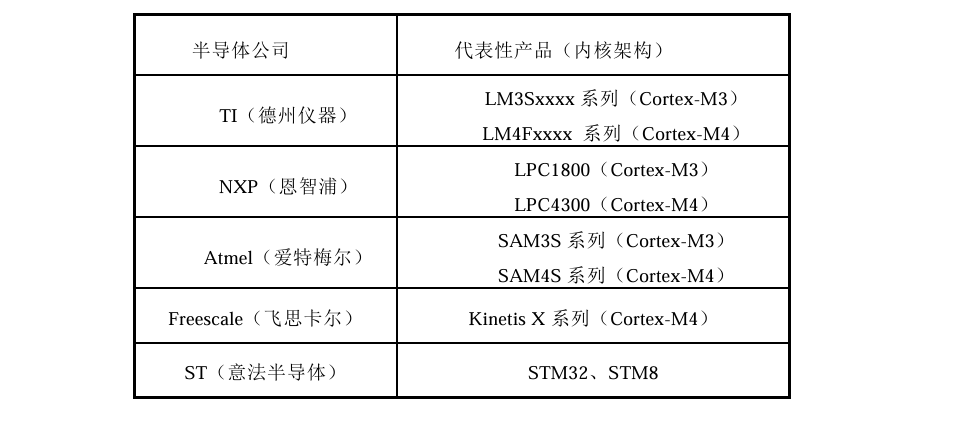 半导体公司 代表性产品（内核架构）
TI（德州仪器） LM3Sxxxx 系列（Cortex-M3）
LM4Fxxxx 系列（Cortex-M4）
NXP（恩智浦） LPC1800（Cortex-M3）
LPC4300（Cortex-M4）
Atmel（爱特梅尔） SAM3S 系列（Cortex-M3）
SAM4S 系列（Cortex-M4）
Freescale（飞思卡尔） Kinetis X 系列（Cortex-M4）
ST（意法半导体） STM32、STM8